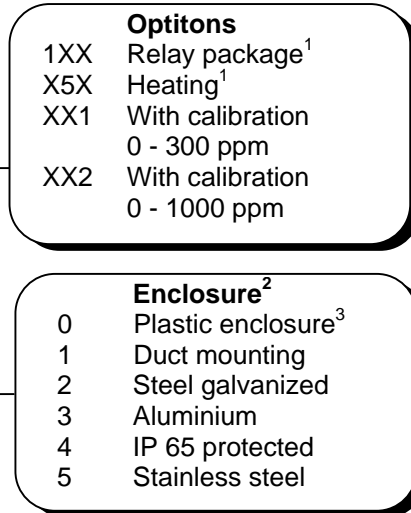 Optitons
1XX Relay package¹
X5X Heating¹
XX1 With calibration
0 - 300 ppm
XX2 With calibration
0 - 1000 ppm
Enclosure²
0 Plastic enclosure³
1 Duct mounting
2 Steel galvanized
3 Aluminium
4 IP 65 protected
5 Stainless steel